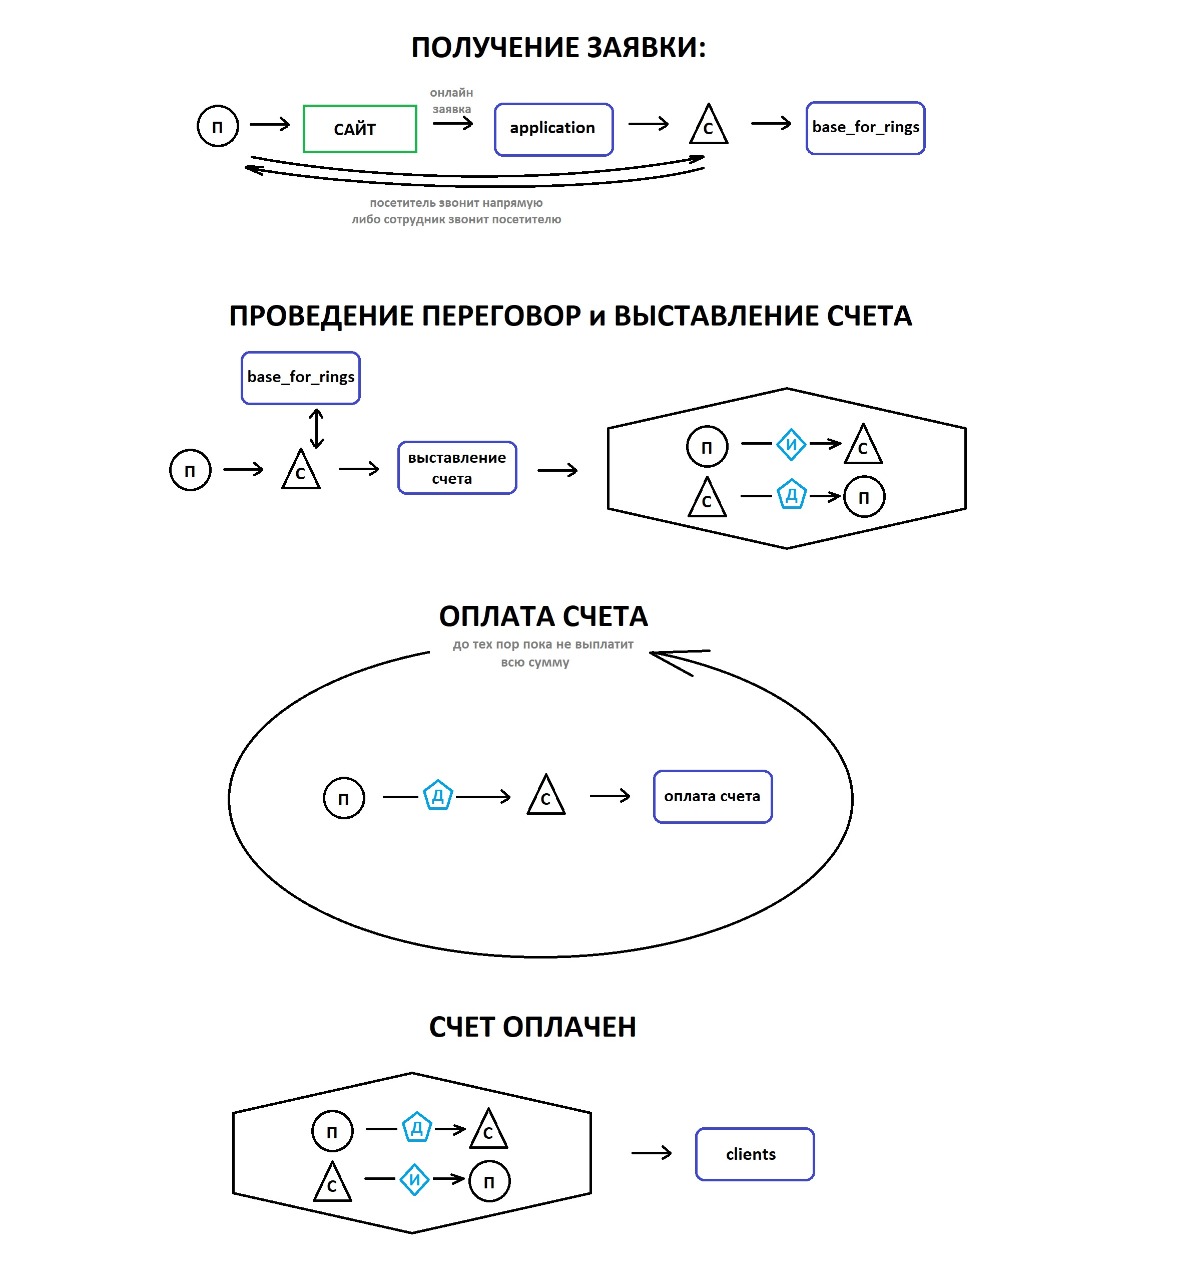 ПОЛУЧЕНИЕ ЗАЯВКИ:
онлайн
заявка
П
САЙТ
application
С
base_for_rings
посетитель звонит напрямую
либо сотрудник звонит посетителю
ПРОВЕДЕНИЕ ПЕРЕГОВОР и ВЫСТАВЛЕНИЕ СЧЕТА
base_for_rings
П
С
выставление
счета
П
И
С
С
Д
П
ОПЛАТА СЧЕТА
до тех пор пока не выплатит
всю сумму
П
Д
С
оплата счета
СЧЕТ ОПЛАЧЕН
П
Д
С
С
И
П
clients